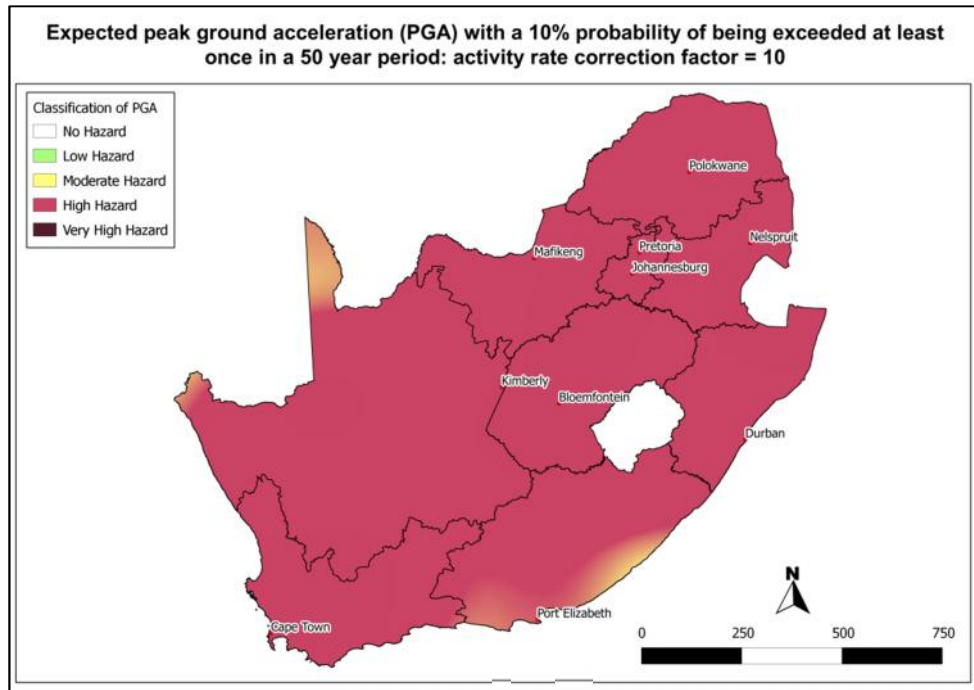 Expected peak ground acceleration (PGA) with a 10% probability of being exceeded at least
once in a 50 year period: activity rate correction factor = 10
Classification of PGA
No Hazard
Low Hazard
Moderate Hazard
High Hazard
Very High Hazard
Polokwane
Nelspruit
Pretoria
Mafikeng
Johannesburg
Kimberly
Bloemfontein
Durban
N
Port Elizabeth
Cape Town
0 250 500 750